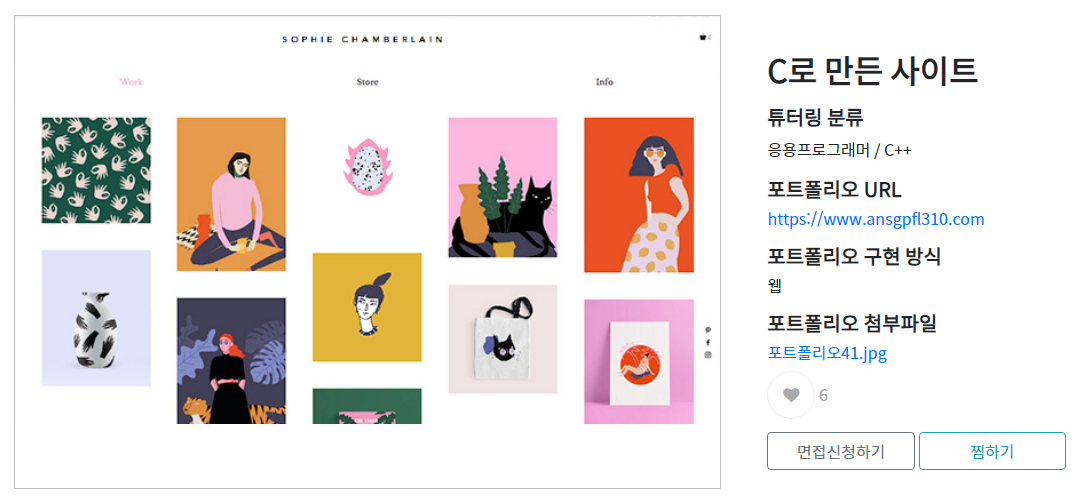 SOPHIE CHAMBERLAIN
Work
Store
Info
C로 만든 사이트
튜터링 분류
응용프로그래머 / C++
포트폴리오 URL
https://www.ansgpfl310.com
포트폴리오 구현 방식
웹
포트폴리오 첨부파일
포트폴리오41.jpg
6
면접신청하기
찜하기